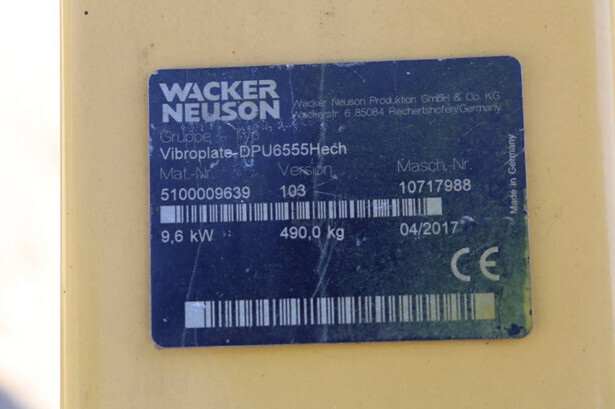 WACKER
NEUSON
Wacker Neuson Produktion GmbH & Co. KG
Wackerstr. 6 85084 Reichertshofen/Germany
Gruppe Typ
Vibroplate-DPU6555Hech
Mat.-Nr. Version Masch.-Nr.
5100009639 103 10717988
9,6 kW 490,0 kg 04/2017
CE
Made in Germany